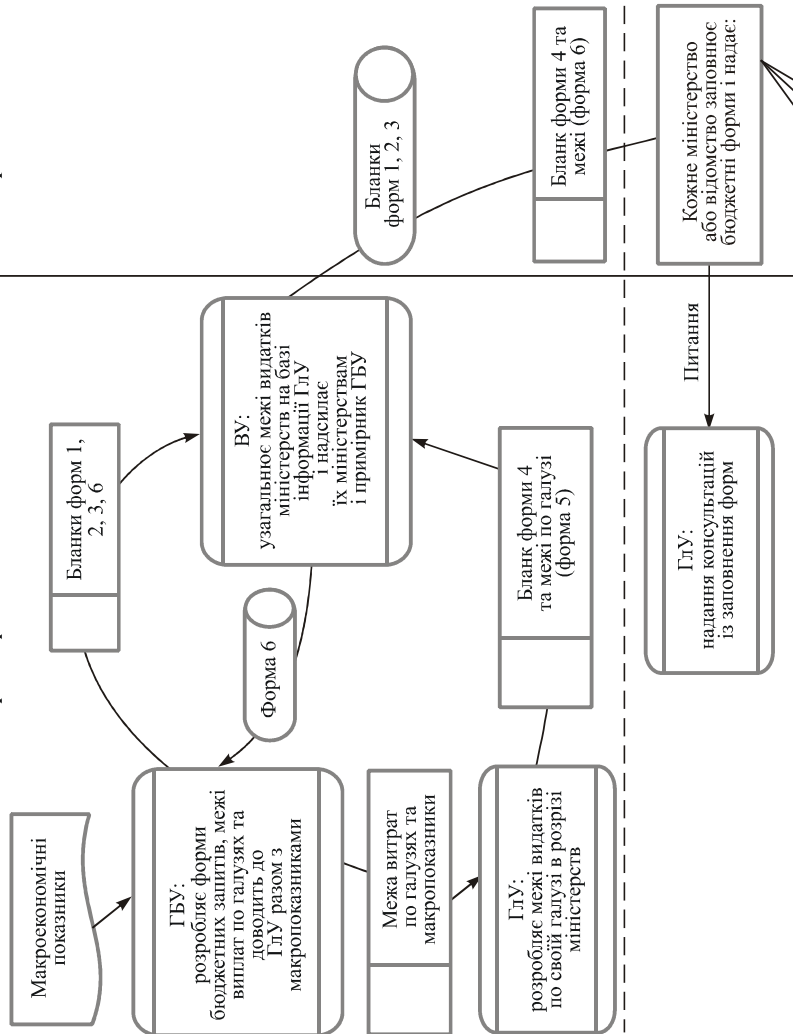 Макроекономічні
показники
ГБУ:
розробляє форми
бюджетних запитів, межі
виплат по галузях та
доводить до
ГлУ разом з
макропоказниками
Межа витрат
по галузях та
макропоказники
ГлУ:
розробляє межі видатків
по своїй галузі в розрізі
міністерств
Бланки форм 1,
2, 3, 6
Форма 6
Бланк форми 4
та межі по галузі
(форма 5)
ВУ:
узагальнює межі видатків
міністерств на базі
інформації ГлУ
і надсилає
їх міністерствам
і примірник ГБУ
Бланки
форм 1, 2, 3
Бланк форми 4 та
межі (форма 6)
Кожне міністерство
або відомство заповнює
бюджетні форми і надає:
Питання
ГлУ:
надання консультацій
із заповнення форм